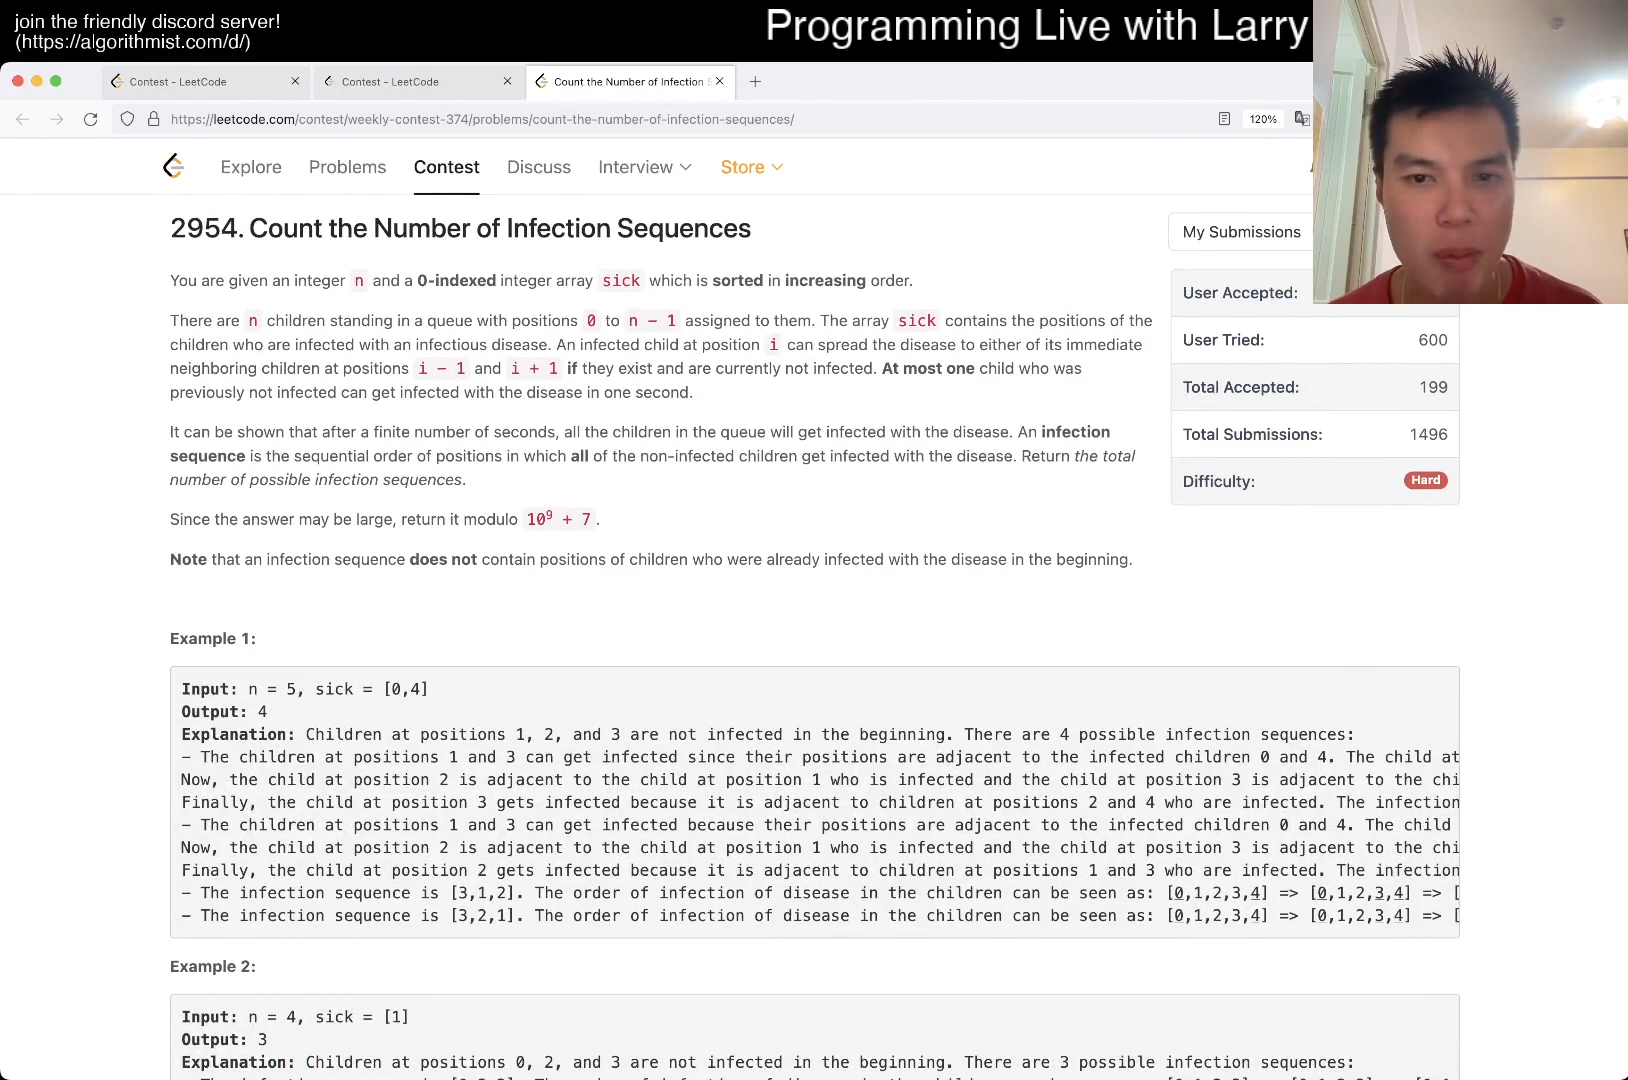 join the friendly discord server!
(https://algorithmist.com/d/)
Programming Live with Larry
Contest - LeetCode
Contest - LeetCode
Count the Number of Infection S
https://leetcode.com/contest/weekly-contest-374/problems/count-the-number-of-infection-sequences/
120%
Explore Problems Contest Discuss Interview Store
2954. Count the Number of Infection Sequences
My Submissions
You are given an integer n and a 0-indexed integer array sick which is sorted in increasing order.
There are n children standing in a queue with positions 0 to n - 1 assigned to them. The array sick contains the positions of the
children who are infected with an infectious disease. An infected child at position i can spread the disease to either of its immediate
neighboring children at positions i - 1 and i + 1 if they exist and are currently not infected. At most one child who was
previously not infected can get infected with the disease in one second.
It can be shown that after a finite number of seconds, all the children in the queue will get infected with the disease. An infection
sequence is the sequential order of positions in which all of the non-infected children get infected with the disease. Return the total
number of possible infection sequences.
Since the answer may be large, return it modulo 10⁹ + 7.
Note that an infection sequence does not contain positions of children who were already infected with the disease in the beginning.
User Accepted:
User Tried: 600
Total Accepted: 199
Total Submissions: 1496
Difficulty: Hard
Example 1:
Input: n = 5, sick = [0,4]
Output: 4
Explanation: Children at positions 1, 2, and 3 are not infected in the beginning. There are 4 possible infection sequences:
- The children at positions 1 and 3 can get infected since their positions are adjacent to the infected children 0 and 4. The child at
Now, the child at position 2 is adjacent to the child at position 1 who is infected and the child at position 3 is adjacent to the chi
Finally, the child at position 3 gets infected because it is adjacent to children at positions 2 and 4 who are infected. The infection
- The children at positions 1 and 3 can get infected because their positions are adjacent to the infected children 0 and 4. The child
Now, the child at position 2 is adjacent to the child at position 1 who is infected and the child at position 3 is adjacent to the chi
Finally, the child at position 2 gets infected because it is adjacent to children at positions 1 and 3 who are infected. The infection
- The infection sequence is [3,1,2]. The order of infection of disease in the children can be seen as: [0,1,2,3,4] => [0,1,2,3,4] => [
- The infection sequence is [3,2,1]. The order of infection of disease in the children can be seen as: [0,1,2,3,4] => [0,1,2,3,4] => [
Example 2:
Input: n = 4, sick = [1]
Output: 3
Explanation: Children at positions 0, 2, and 3 are not infected in the beginning. There are 3 possible infection sequences: